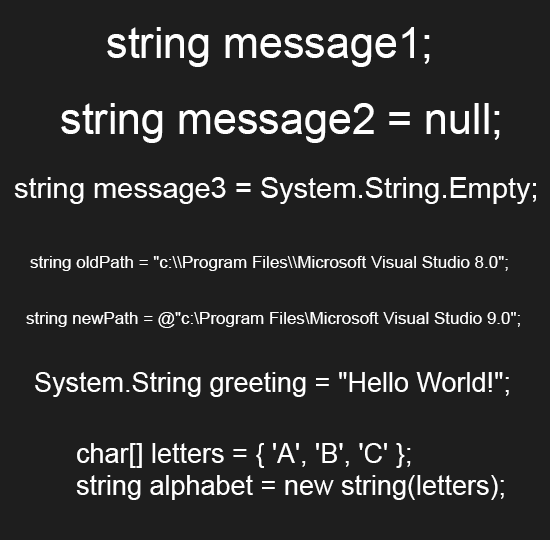 string message1;
string message2 = null;
string message3 = System.String.Empty;
string oldPath = "c:\\Program Files\\Microsoft Visual Studio 8.0";
string newPath = @"c:\Program Files\Microsoft Visual Studio 9.0";
System.String greeting = "Hello World!";
char[] letters = { 'A', 'B', 'C' };
string alphabet = new string(letters);